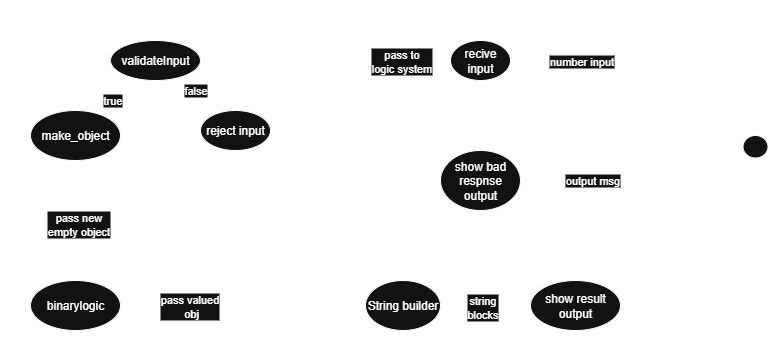 validateInput
true
false
make_object
reject input
pass new
empty object
binarylogic
pass valued
obj
pass to
logic system
recive
input
number input
show bad
respnse
output
output msg
String builder
string
blocks
show result
output